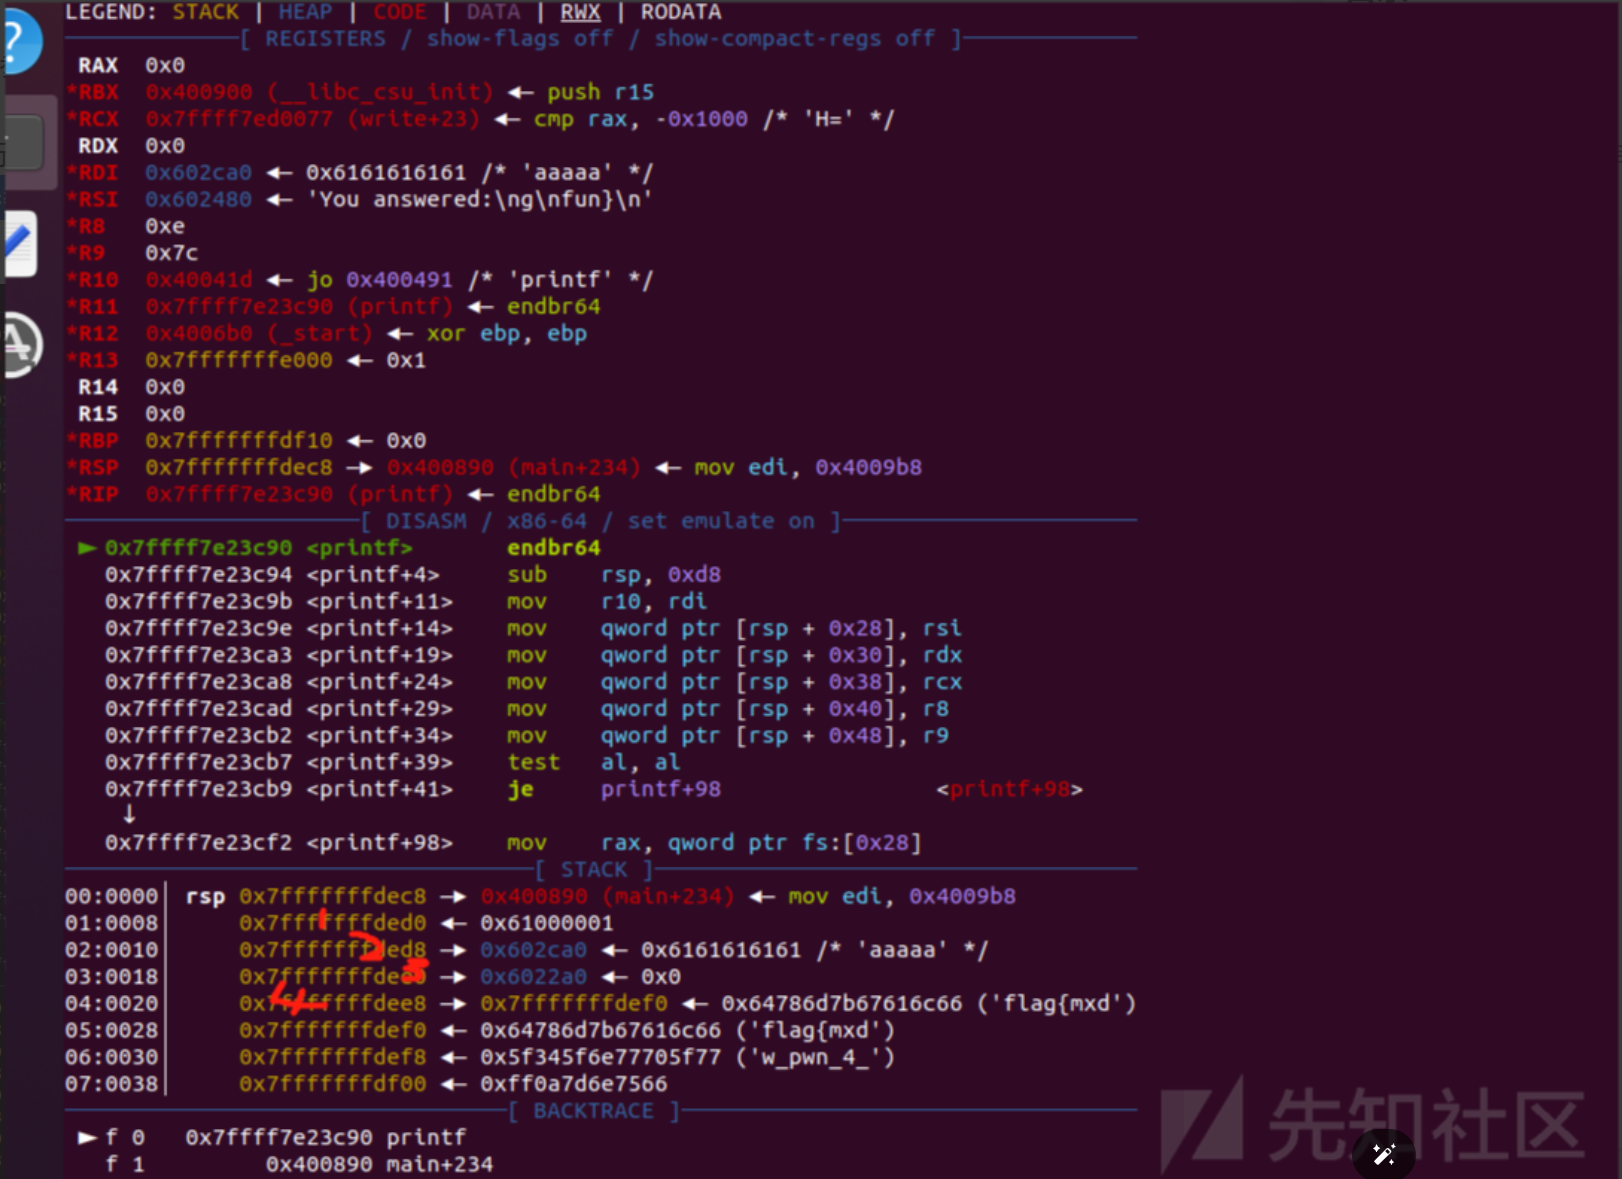 LEGEND: STACK | HEAP | CODE | DATA | RWX | RODATA
[ REGISTERS / show-flags off / show-compact-regs off ]
RAX 0x0
*RBX 0x400900 (__libc_csu_init) ← push r15
*RCX 0x7ffff7ed0077 (write+23) ← cmp rax, -0x1000 /* 'H=' */
RDX 0x0
*RDI 0x602ca0 ← 0x6161616161 /* 'aaaaa' */
*RSI 0x602480 ← 'You answered:\ng\nfun}\n'
*R8 0xe
*R9 0x7c
*R10 0x40041d ← jo 0x400491 /* 'printf' */
*R11 0x7ffff7e23c90 (printf) ← endbr64
*R12 0x4006b0 (_start) ← xor ebp, ebp
*R13 0x7fffffffe000 ← 0x1
R14 0x0
R15 0x0
*RBP 0x7fffffffdf10 ← 0x0
*RSP 0x7fffffffdec8 → 0x400890 (main+234) ← mov edi, 0x4009b8
*RIP 0x7ffff7e23c90 (printf) ← endbr64
[ DISASM / x86-64 / set emulate on ]
► 0x7ffff7e23c90 <printf> endbr64
0x7ffff7e23c94 <printf+4> sub rsp, 0xd8
0x7ffff7e23c9b <printf+11> mov r10, rdi
0x7ffff7e23c9e <printf+14> mov qword ptr [rsp + 0x28], rsi
0x7ffff7e23ca3 <printf+19> mov qword ptr [rsp + 0x30], rdx
0x7ffff7e23ca8 <printf+24> mov qword ptr [rsp + 0x38], rcx
0x7ffff7e23cad <printf+29> mov qword ptr [rsp + 0x40], r8
0x7ffff7e23cb2 <printf+34> mov qword ptr [rsp + 0x48], r9
0x7ffff7e23cb7 <printf+39> test al, al
0x7ffff7e23cb9 <printf+41> je printf+98 <printf+98>
↓
0x7ffff7e23cf2 <printf+98> mov rax, qword ptr fs:[0x28]
[ STACK ]
00:0000│ rsp 0x7fffffffdec8 → 0x400890 (main+234) ← mov edi, 0x4009b8
01:0008│ 0x7fffffffded0 ← 0x61000001
02:0010│ 0x7fffffffded8 → 0x602ca0 ← 0x6161616161 /* 'aaaaa' */
03:0018│ 0x7fffffffdee0 → 0x6022a0 ← 0x0
04:0020│ 0x7fffffffdee8 → 0x7fffffffdef0 ← 0x64786d7b67616c66 ('flag{mxd')
05:0028│ 0x7fffffffdef0 ← 0x64786d7b67616c66 ('flag{mxd')
06:0030│ 0x7fffffffdef8 ← 0x5f345f6e77705f77 ('w_pwn_4_')
07:0038│ 0x7fffffffdf00 ← 0xff0a7d6e7566
1
2
3
4
[ BACKTRACE ]
► f 0 0x7ffff7e23c90 printf
f 1 0x400890 main+234
先知社区